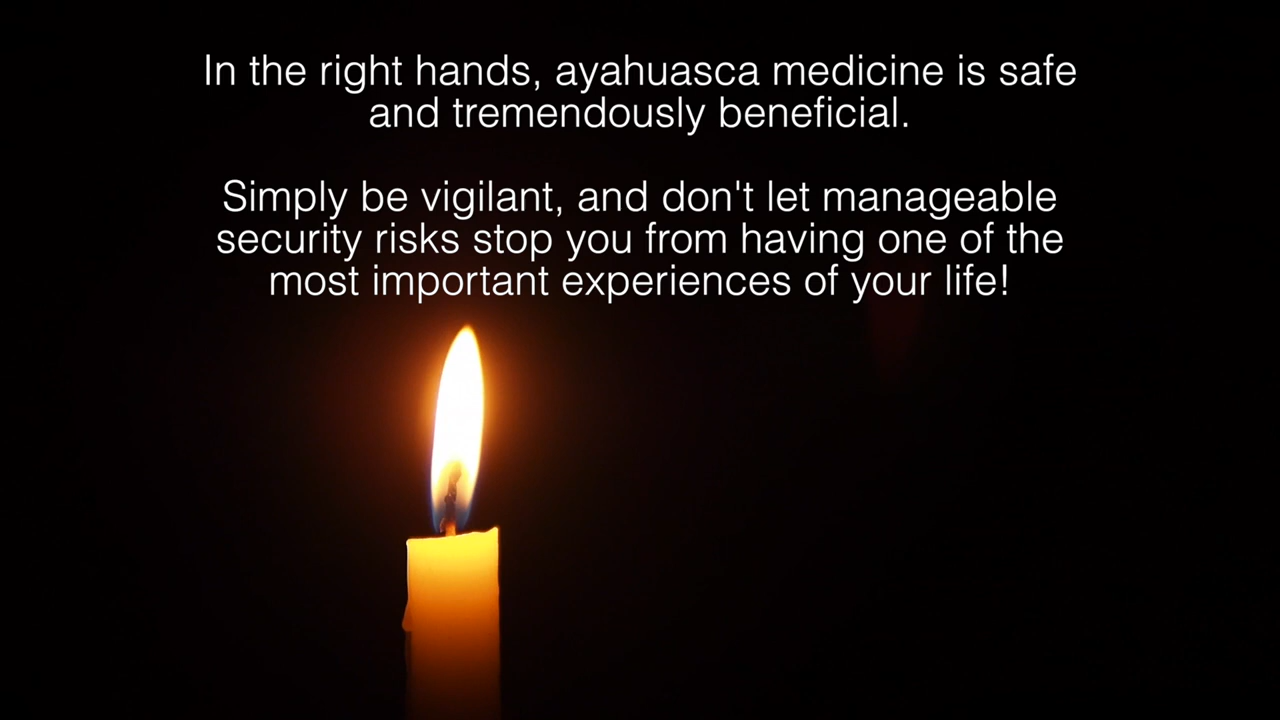 In the right hands, ayahuasca medicine is safe
and tremendously beneficial.
Simply be vigilant, and don't let manageable
security risks stop you from having one of the
most important experiences of your life!